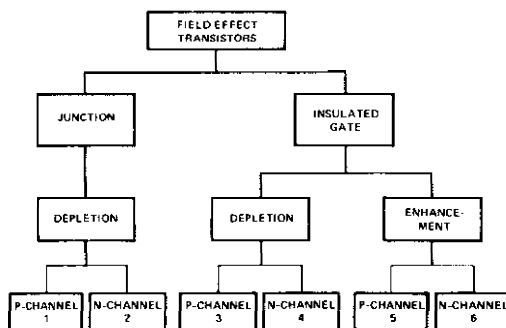 FIELD EFFECT
TRANSISTORS
JUNCTION
INSULATED
GATE
DEPLETION
DEPLETION
ENHANCE-
MENT
P-CHANNEL
1
N-CHANNEL
2
P-CHANNEL
3
N-CHANNEL
4
P-CHANNEL
5
N-CHANNEL
6